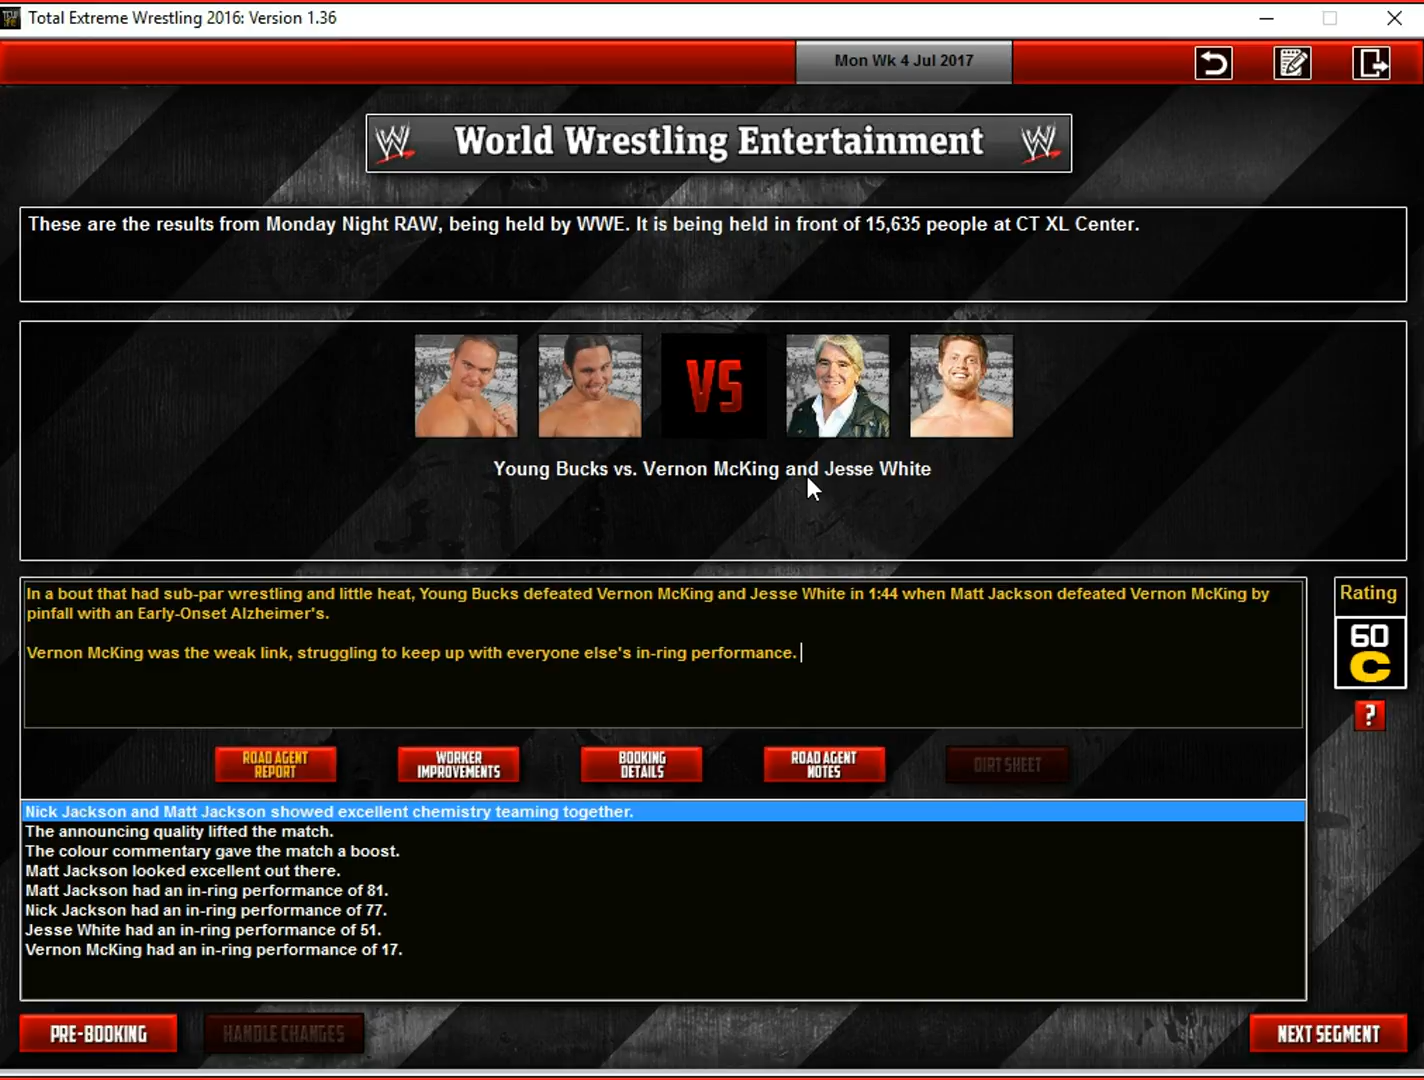 Total Extreme Wrestling 2016: Version 1.36
Mon Wk 4 Jul 2017
World Wrestling Entertainment
These are the results from Monday Night RAW, being held by WWE. It is being held in front of 15,635 people at CT XL Center.
VS
Young Bucks vs. Vernon McKing and Jesse White
In a bout that had sub-par wrestling and little heat, Young Bucks defeated Vernon McKing and Jesse White in 1:44 when Matt Jackson defeated Vernon McKing by
pinfall with an Early-Onset Alzheimer's.
Vernon McKing was the weak link, struggling to keep up with everyone else's in-ring performance.
Rating
60
C
?
ROAD AGENT
REPORT
WORKER
IMPROVEMENTS
BOOKING
DETAILS
ROAD AGENT
NOTES
DIRT SHEET
Nick Jackson and Matt Jackson showed excellent chemistry teaming together.
The announcing quality lifted the match.
The colour commentary gave the match a boost.
Matt Jackson looked excellent out there.
Matt Jackson had an in-ring performance of 81.
Nick Jackson had an in-ring performance of 77.
Jesse White had an in-ring performance of 51.
Vernon McKing had an in-ring performance of 17.
PRE-BOOKING
HANDLE CHANGES
NEXT SEGMENT